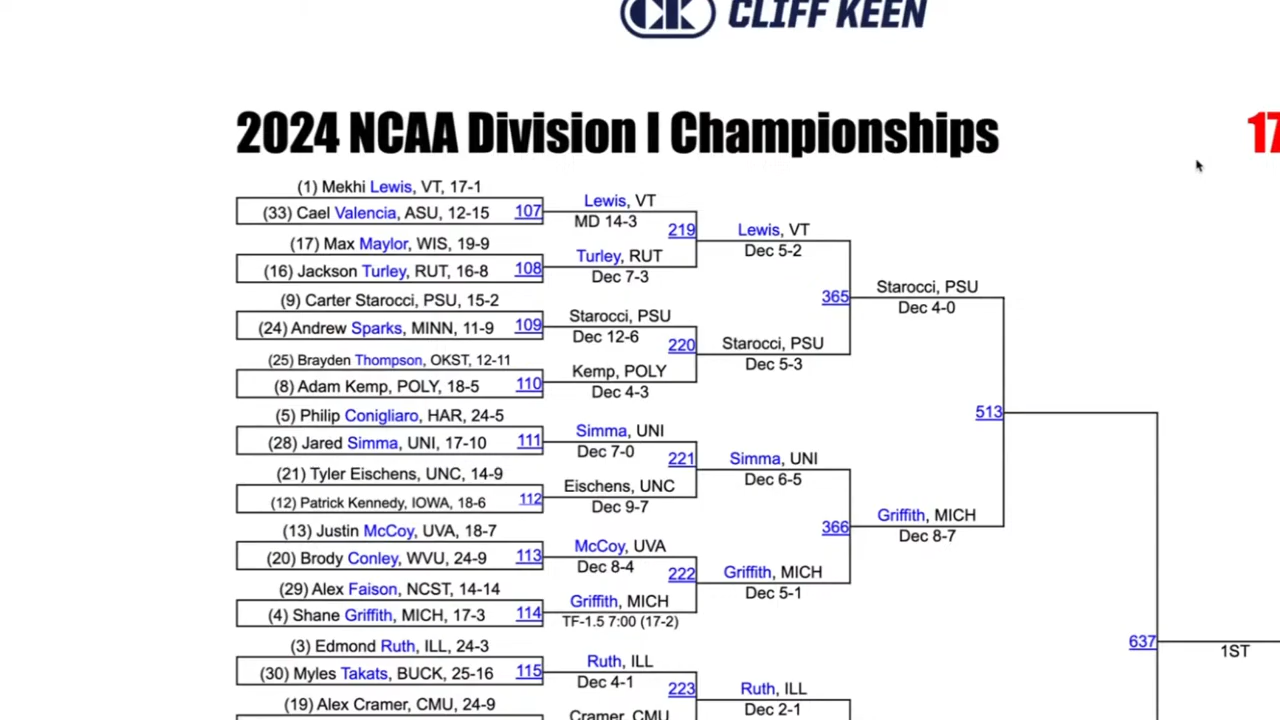 CK CLIFF KEEN
2024 NCAA Division I Championships
17
(1) Mekhi Lewis, VT, 17-1
(33) Cael Valencia, ASU, 12-15
107
(17) Max Maylor, WIS, 19-9
(16) Jackson Turley, RUT, 16-8
108
(9) Carter Starocci, PSU, 15-2
(24) Andrew Sparks, MINN, 11-9
109
(25) Brayden Thompson, OKST, 12-11
(8) Adam Kemp, POLY, 18-5
110
(5) Philip Conigliaro, HAR, 24-5
(28) Jared Simma, UNI, 17-10
111
(21) Tyler Eischens, UNC, 14-9
(12) Patrick Kennedy, IOWA, 18-6
112
(13) Justin McCoy, UVA, 18-7
(20) Brody Conley, WVU, 24-9
113
(29) Alex Faison, NCST, 14-14
(4) Shane Griffith, MICH, 17-3
114
(3) Edmond Ruth, ILL, 24-3
(30) Myles Takats, BUCK, 25-16
115
(19) Alex Cramer, CMU, 24-9
Lewis, VT
MD 14-3
219
Turley, RUT
Dec 7-3
Starocci, PSU
Dec 12-6
220
Kemp, POLY
Dec 4-3
Simma, UNI
Dec 7-0
221
Eischens, UNC
Dec 9-7
McCoy, UVA
Dec 8-4
222
Griffith, MICH
TF-1.5 7:00 (17-2)
Ruth, ILL
Dec 4-1
223
Cramer, CMU
Lewis, VT
Dec 5-2
365
Starocci, PSU
Dec 5-3
Simma, UNI
Dec 6-5
366
Griffith, MICH
Dec 5-1
Ruth, ILL
Dec 2-1
Starocci, PSU
Dec 4-0
513
Griffith, MICH
Dec 8-7
637
1ST